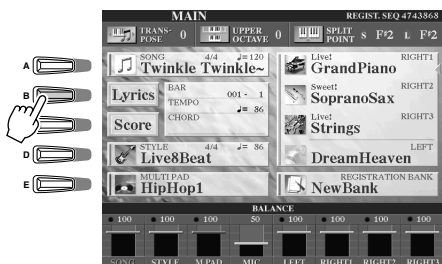 MAIN REGIST. SEQ 4743868
TRANS-POSE 0 UPPER OCTAVE 0 SPLIT POINT S F♯2 L F♯2
SONG 4/4 ♩=120
Twinkle Twinkle~
Live! RIGHT1
GrandPiano
A
Lyrics BAR 001 - 1
TEMPO ♩= 86
CHORD
Sweet! RIGHT2
SopranoSax
B
Score
Live! RIGHT3
Strings
STYLE 4/4 ♩= 86
Live8Beat
LEFT
DreamHeaven
D
MULTI PAD
HipHop1
REGISTRATION BANK
NewBank
E
BALANCE
100 100 100 50 100 100 100 100
SONG STYLE M.PAD MIC LEFT RIGHT1 RIGHT2 RIGHT3